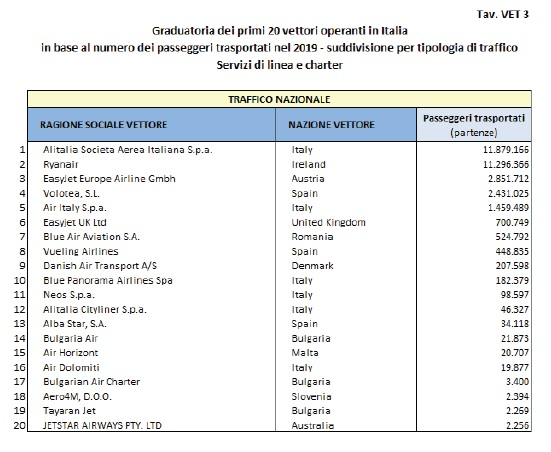 Tav. VET 3
Graduatoria dei primi 20 vettori operanti in Italia
in base al numero dei passeggeri trasportati nel 2019 - suddivisione per tipologia di traffico
Servizi di linea e charter
TRAFFICO NAZIONALE
RAGIONE SOCIALE VETTORE NAZIONE VETTORE Passeggeri trasportati (partenze)
1 Alitalia Societa Aerea Italiana S.p.a. Italy 11.879.166
2 Ryanair Ireland 11.296.366
3 EasyJet Europe Airline Gmbh Austria 2.851.712
4 Volotea, S.L. Spain 2.431.025
5 Air Italy S.p.a. Italy 1.459.489
6 EasyJet UK Ltd United Kingdom 700.749
7 Blue Air Aviation S.A. Romania 524.792
8 Vueling Airlines Spain 448.835
9 Danish Air Transport A/S Denmark 207.598
10 Blue Panorama Airlines Spa Italy 182.379
11 Neos S.p.a. Italy 98.597
12 Alitalia Cityliner S.p.a. Italy 46.327
13 Alba Star, S.A. Spain 34.118
14 Bulgaria Air Bulgaria 21.873
15 Air Horizont Malta 20.707
16 Air Dolomiti Italy 19.877
17 Bulgarian Air Charter Bulgaria 3.400
18 Aero4M, D.O.O. Slovenia 2.394
19 Tayaran Jet Bulgaria 2.269
20 JETSTAR AIRWAYS PTY. LTD Australia 2.256